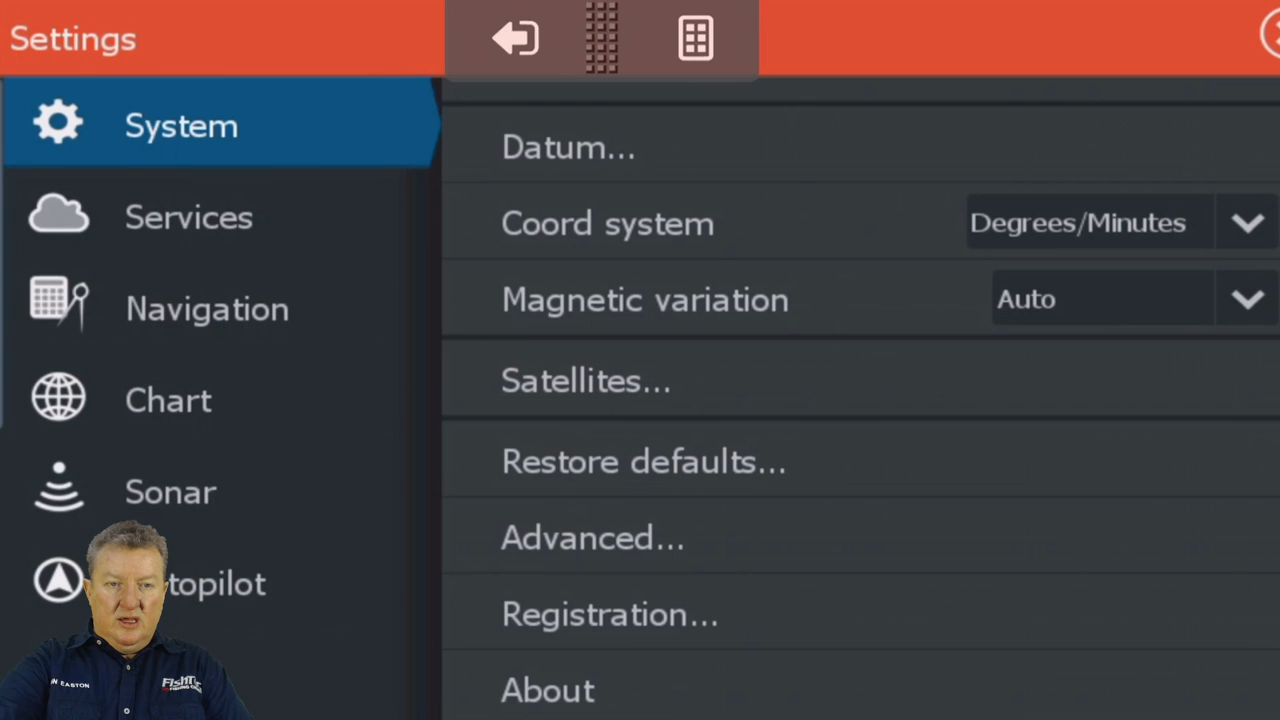 Settings
System
Services
Navigation
Chart
Sonar
topilot
Datum...
Coord system
Degrees/Minutes
Magnetic variation
Auto
Satellites...
Restore defaults...
Advanced...
Registration...
About
N EASTON